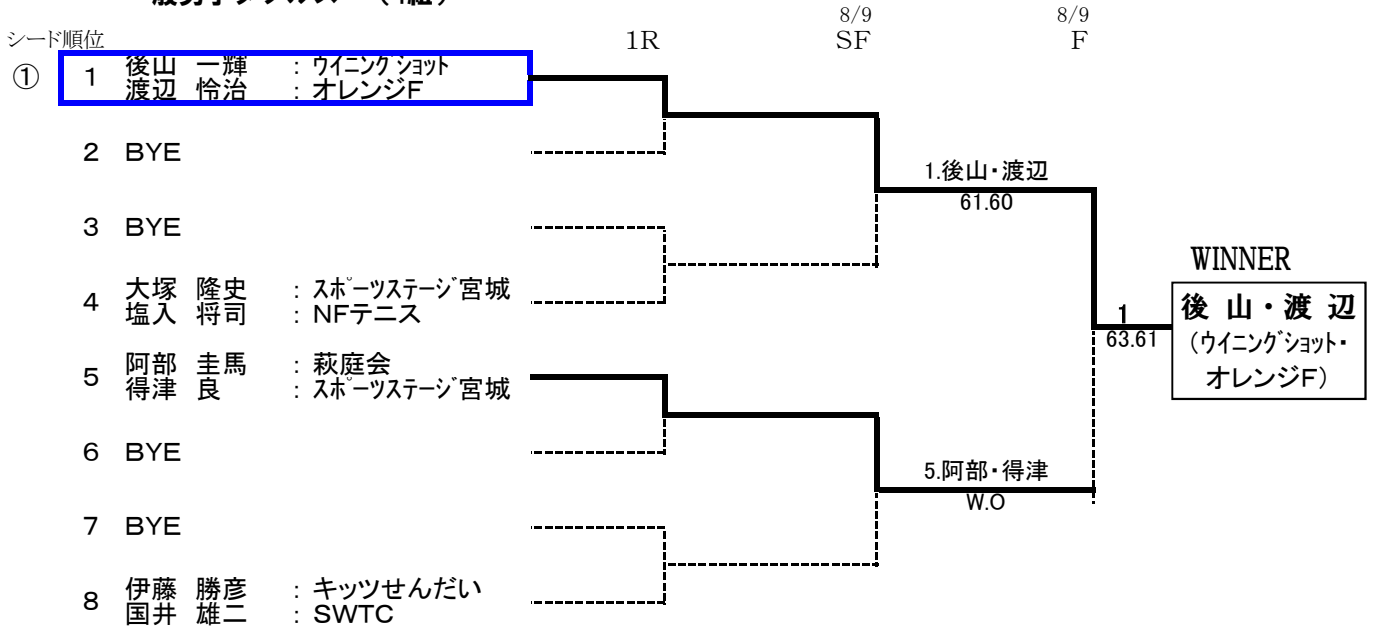 8/9 8/9
シード順位 1R SF F
① 1 後山 一輝 : ウイニングショット
渡辺 怜治 : オレンジF
2 BYE
1.後山・渡辺
61.60
3 BYE
WINNER
4 大塚 隆史 : スポーツステージ宮城
塩入 将司 : NFテニス
1
63.61
後 山・渡 辺
(ウイニングショット・
オレンジF)
5 阿部 圭馬 : 萩庭会
得津 良 : スポーツステージ宮城
6 BYE
5.阿部・得津
W.O
7 BYE
8 伊藤 勝彦 : キッツせんだい
国井 雄二 : SWTC